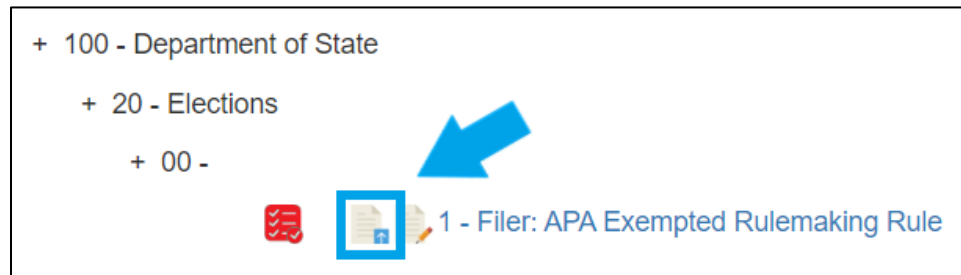 + 100 - Department of State
+ 20 - Elections
+ 00 -
1 - Filer: APA Exempted Rulemaking Rule